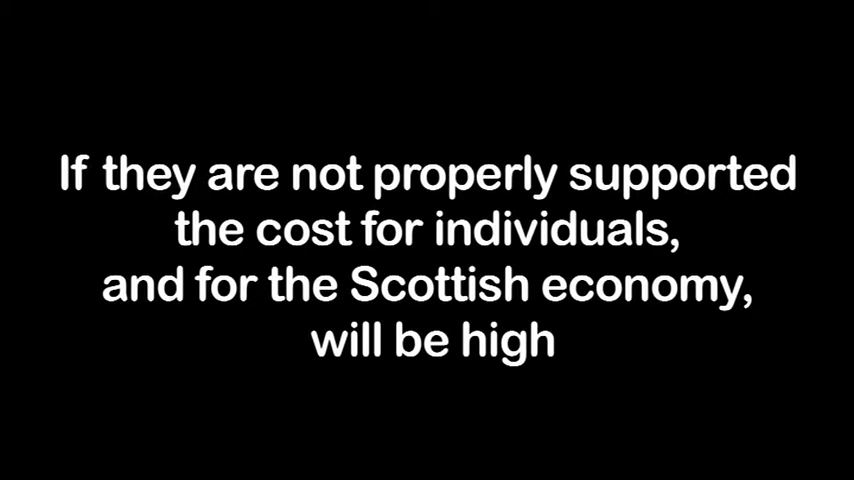 If they are not properly supported
the cost for individuals,
and for the Scottish economy,
will be high